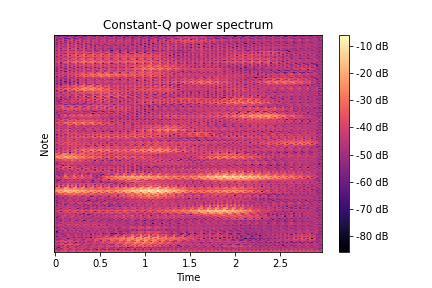 Constant-Q power spectrum
Note
-10 dB
-20 dB
-30 dB
-40 dB
-50 dB
-60 dB
-70 dB
-80 dB
0
0.5
1
1.5
2
2.5
Time